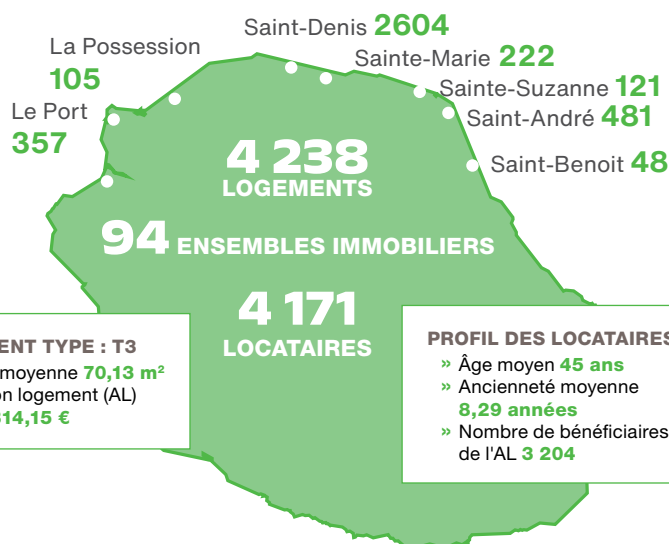 Saint-Denis 2604
La Possession
105
Sainte-Marie 222
Sainte-Suzanne 121
Le Port
357
Saint-André 481
Saint-Benoit 48
4 238
LOGEMENTS
94 ENSEMBLES IMMOBILIERS
4 171
LOCATAIRES
ENT TYPE : T3
moyenne 70,13 m²
on logement (AL)
14,15 €
PROFIL DES LOCATAIRES
» Âge moyen 45 ans
» Ancienneté moyenne
8,29 années
» Nombre de bénéficiaires
de l'AL 3 204